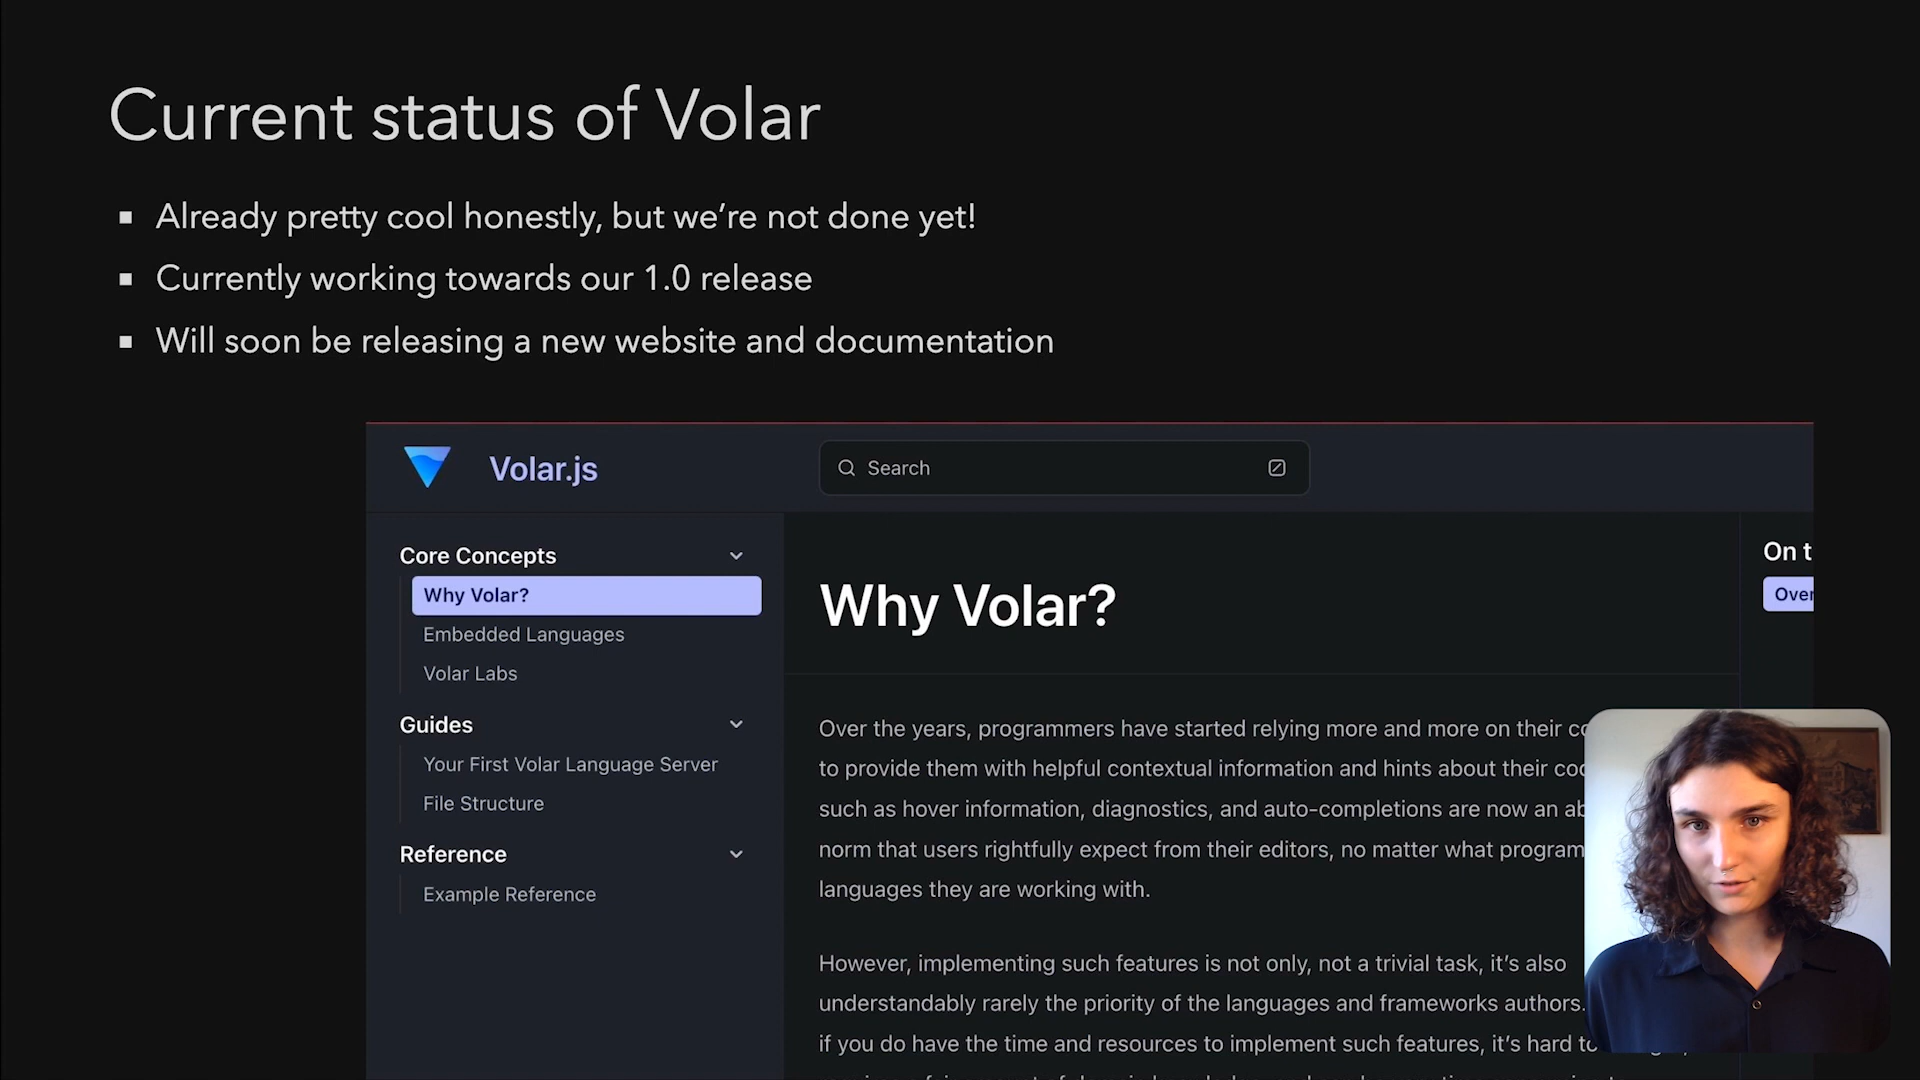 Current status of Volar
Already pretty cool honestly, but we’re not done yet!
Currently working towards our 1.0 release
Will soon be releasing a new website and documentation
Volar.js
Search
Core Concepts
Why Volar?
Embedded Languages
Volar Labs
Guides
Your First Volar Language Server
File Structure
Reference
Example Reference
Why Volar?
Over the years, programmers have started relying more and more on their
to provide them with helpful contextual information and hints about their
such as hover information, diagnostics, and auto-completions are now an
norm that users rightfully expect from their editors, no matter what
languages they are working with.
However, implementing such features is not only, not a trivial task, it’s also
understandably rarely the priority of the languages and frameworks authors.
if you do have the time and resources to implement such features, it’s hard to
On